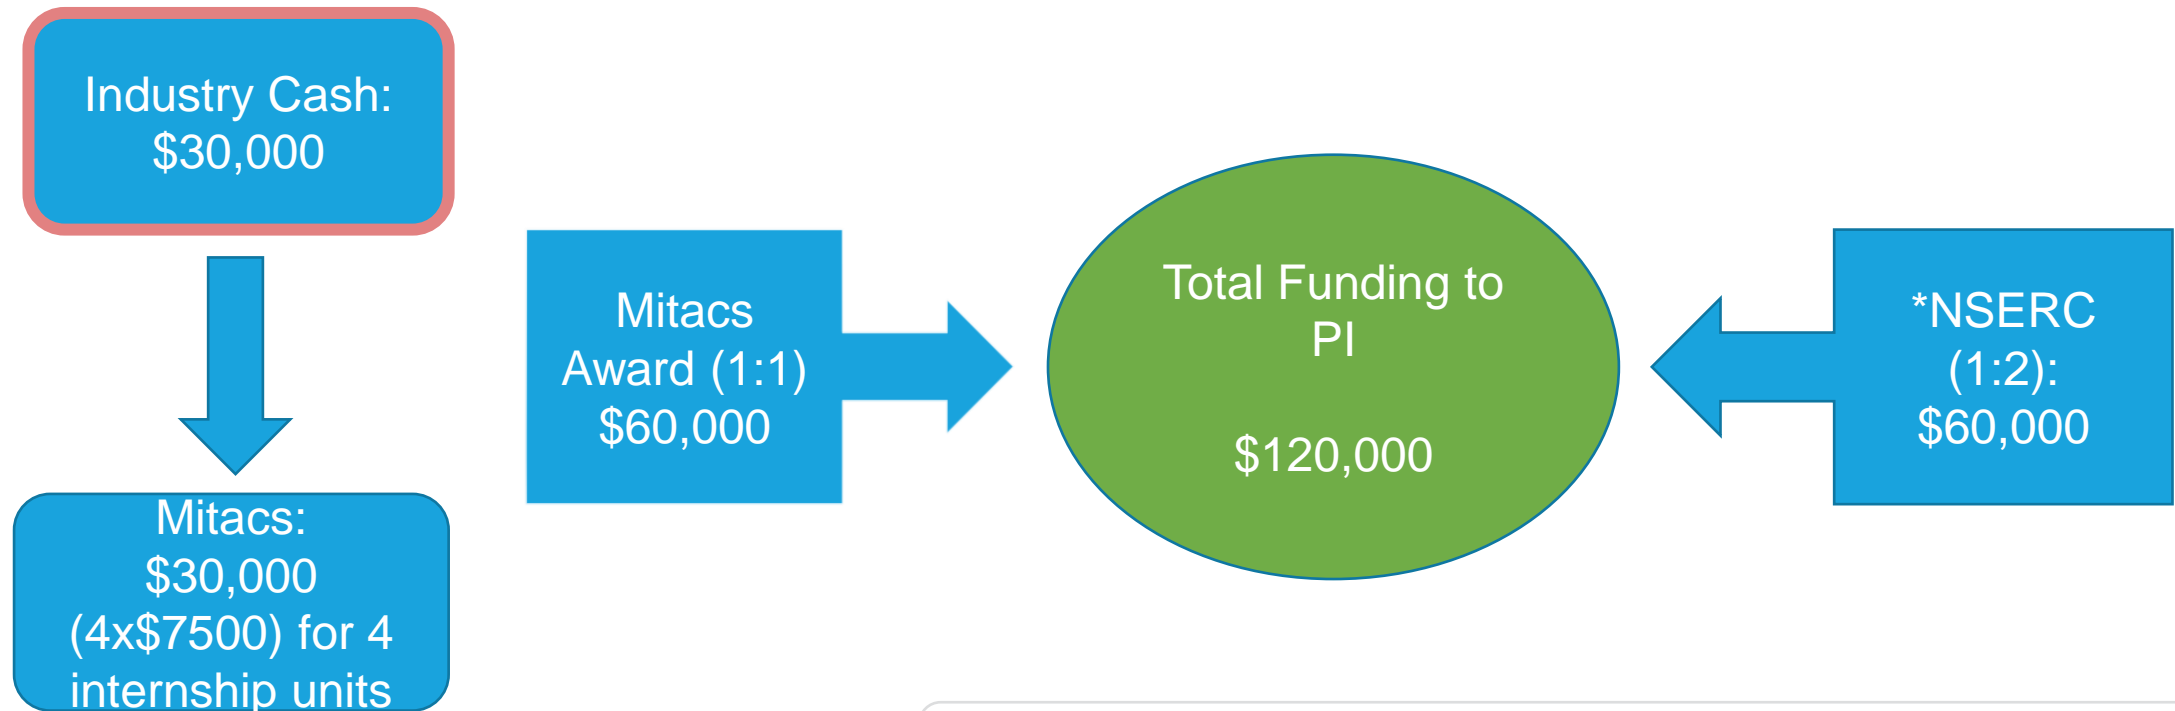 Industry Cash:
$30,000
Mitacs:
$30,000
(4x$7500) for 4
internship units
Mitacs
Award (1:1)
$60,000
Total Funding to
PI
$120,000
*NSERC
(1:2):
$60,000